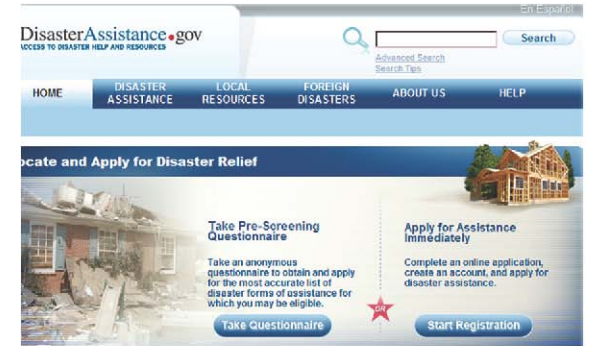 En Español
DisasterAssistance.gov
ACCESS TO DISASTER HELP AND RESOURCES
Search
Advanced Search
Search Tips
HOME
DISASTER
ASSISTANCE
LOCAL
RESOURCES
FOREIGN
DISASTERS
ABOUT US
HELP
ocate and Apply for Disaster Relief
Take Pre-Screening
Questionnaire
Take an anonymous
questionnaire to obtain and apply
for the most accurate list of
disaster forms of assistance for
which you may be eligible.
Take Questionnaire
OR
Apply for Assistance
Immediately
Complete an online application,
create an account, and apply for
disaster assistance.
Start Registration